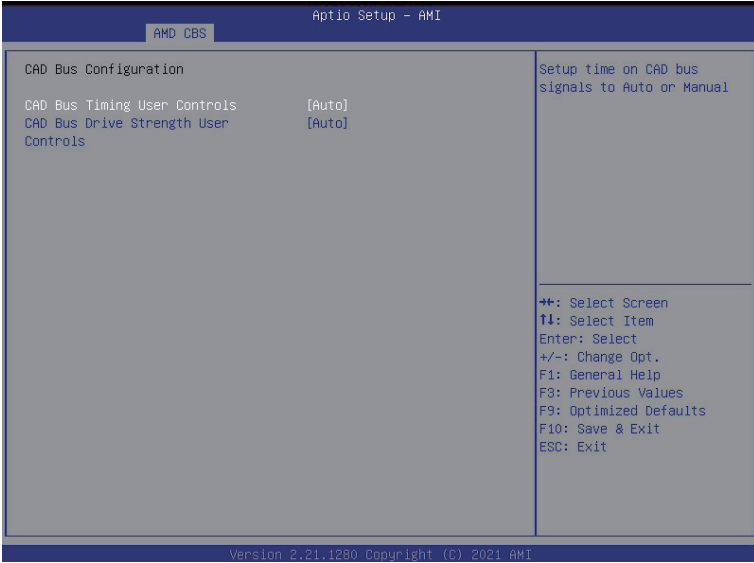 Aptio Setup – AMI
AMD CBS
CAD Bus Configuration
CAD Bus Timing User Controls [Auto]
CAD Bus Drive Strength User [Auto]
Controls
Setup time on CAD bus
signals to Auto or Manual
→←: Select Screen
↑↓: Select Item
Enter: Select
+/-: Change Opt.
F1: General Help
F3: Previous Values
F9: Optimized Defaults
F10: Save & Exit
ESC: Exit
Version 2.21.1280 Copyright (C) 2021 AMI